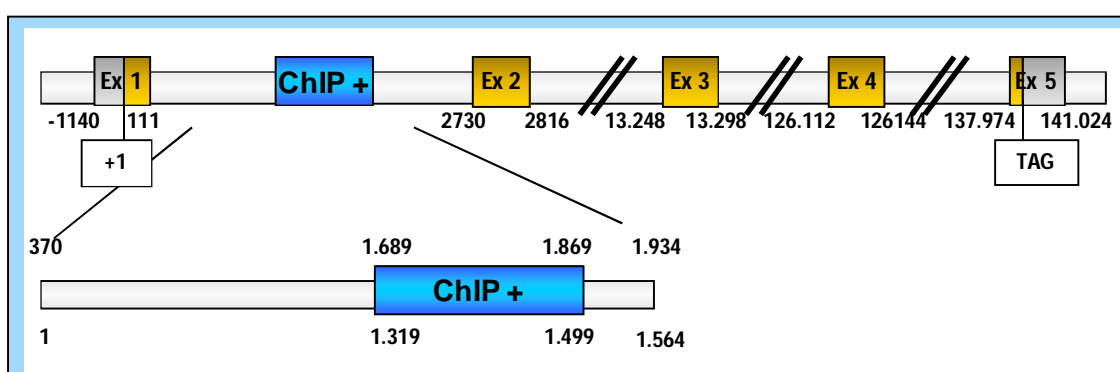 Ex 1 ChIP + Ex 2 Ex 3 Ex 4 Ex 5
-1140 111 2730 2816 13.248 13.298 126.112 126144 137.974 141.024
+1 TAG
370 1.689 1.869 1.934
ChIP +
1 1.319 1.499 1.564